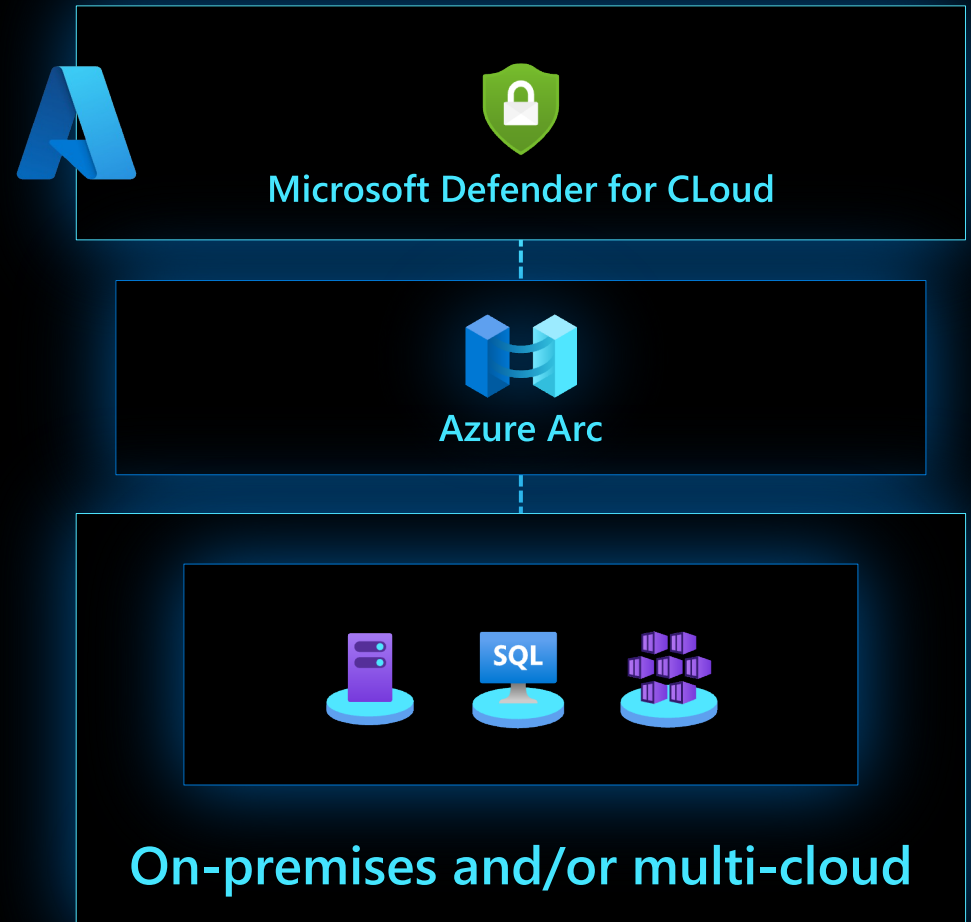 Microsoft Defender for CLoud
Azure Arc
SQL
On-premises and/or multi-cloud